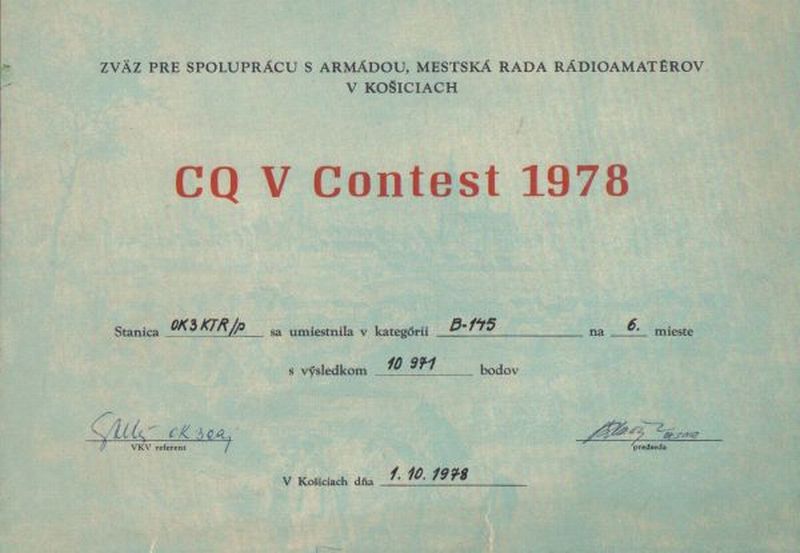 ZVÄZ PRE SPOLUPRÁCU S ARMÁDOU, MESTSKÁ RADA RÁDIOAMATÉROV
V KOŠICIACH
CQ V Contest 1978
Stanica OK3KTR/p sa umiestnila v kategórii B-145 na 6. mieste
s výsledkom 10 971 bodov
VKV referent predseda
V Košiciach dňa 1. 10. 1978